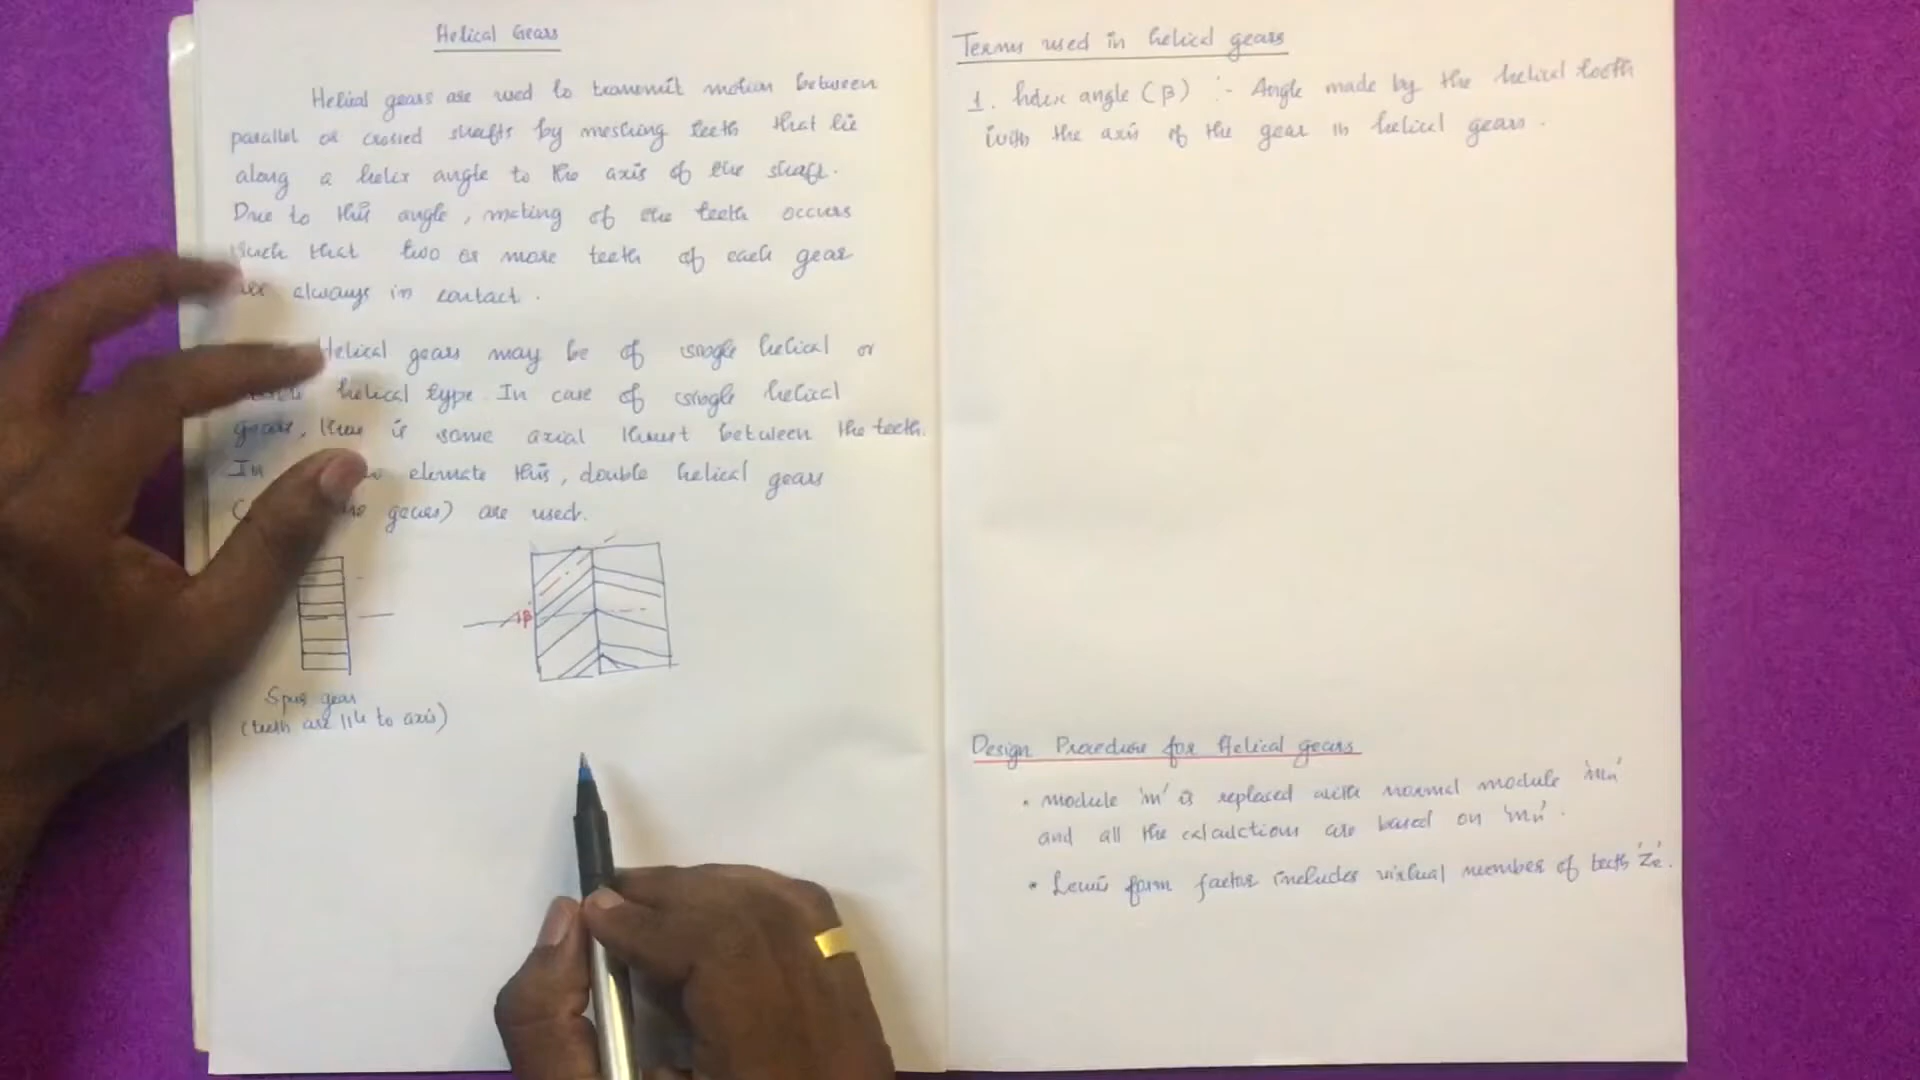 Helical Gears
Helical gears are used to transmit motion between
parallel or crossed shafts by meshing teeth that lie
along a helix angle to the axis of the shaft.
Due to this angle, mating of the teeth occurs
such that two or more teeth of each gear
are always in contact.
Helical gears may be of single helical or
helical type. In case of single helical
gears, there is some axial thrust between the teeth.
In elemate this, double helical gears
gears) are used.
β
Spur gear
(teeth are ||le to axis)
Terms used in helical gears
1. helix angle (β) :- Angle made by the helical tooth
with the axis of the gear in helical gears.
Design Procedure for Helical gears
• module 'm' is replaced with normal module 'mn'
and all the calculctions are based on 'mn'.
• Lewis form factor includes virtual number of teeth 'Ze'.